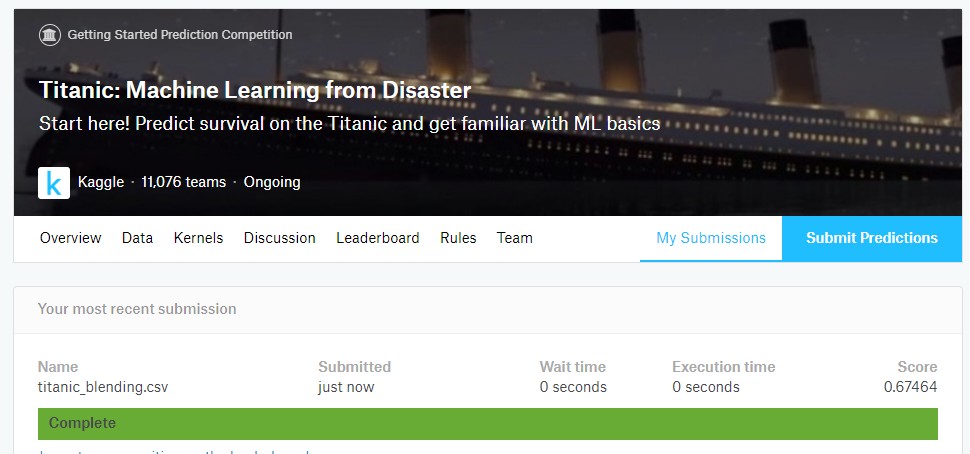 Getting Started Prediction Competition
Titanic: Machine Learning from Disaster
Start here! Predict survival on the Titanic and get familiar with ML basics
k Kaggle · 11,076 teams · Ongoing
Overview Data Kernels Discussion Leaderboard Rules Team My Submissions Submit Predictions
Your most recent submission
Name Submitted Wait time Execution time Score
titanic_blending.csv just now 0 seconds 0 seconds 0.67464
Complete